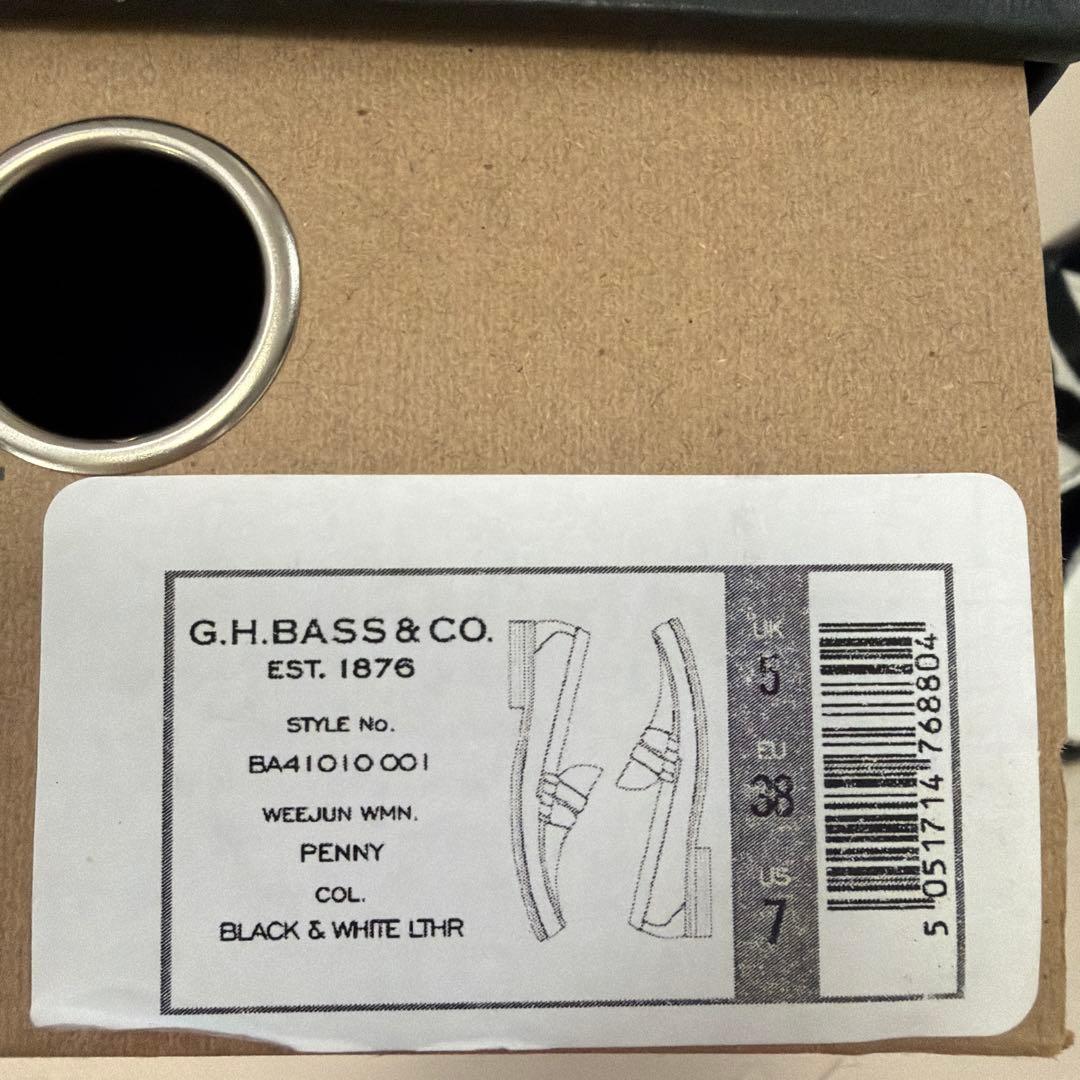 G.H.BASS & CO.
EST. 1876
STYLE No.
BA41010 001
WEEJUN WMN.
PENNY
COL.
BLACK & WHITE LTHR
UK
5
EU
38
US
7
5 051714 768804